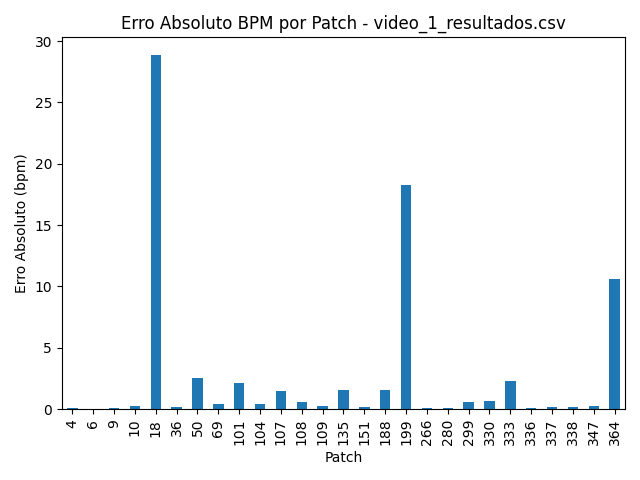 Erro Absoluto BPM por Patch - video_1_resultados.csv
30
25
20
15
10
5
0
Erro Absoluto (bpm)
4 6 9 10 18 36 50 69 101 104 107 108 109 135 151 188 199 266 280 299 330 333 336 337 338 347 364
Patch